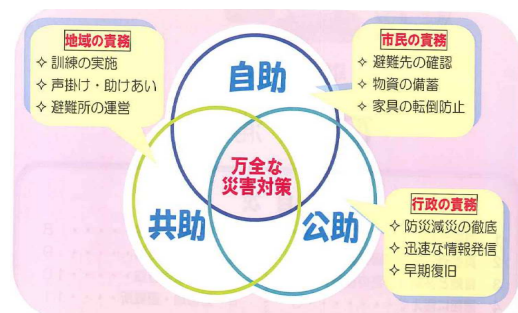 地域の責務
✧ 訓練の実施
✧ 声掛け・助けあい
✧ 避難所の運営
市民の責務
✧ 避難先の確認
✧ 物資の備蓄
✧ 家具の転倒防止
自助
万全な
災害対策
共助
公助
行政の責務
✧ 防災減災の徹底
✧ 迅速な情報発信
✧ 早期復旧